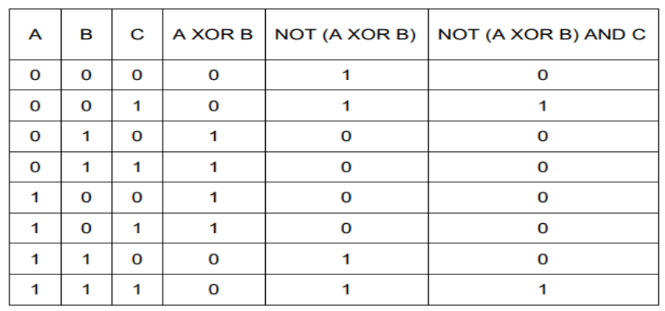 A B C A XOR B NOT (A XOR B) NOT (A XOR B) AND C
0 0 0 0 1 0
0 0 1 0 1 1
0 1 0 1 0 0
0 1 1 1 0 0
1 0 0 1 0 0
1 0 1 1 0 0
1 1 0 0 1 0
1 1 1 0 1 1